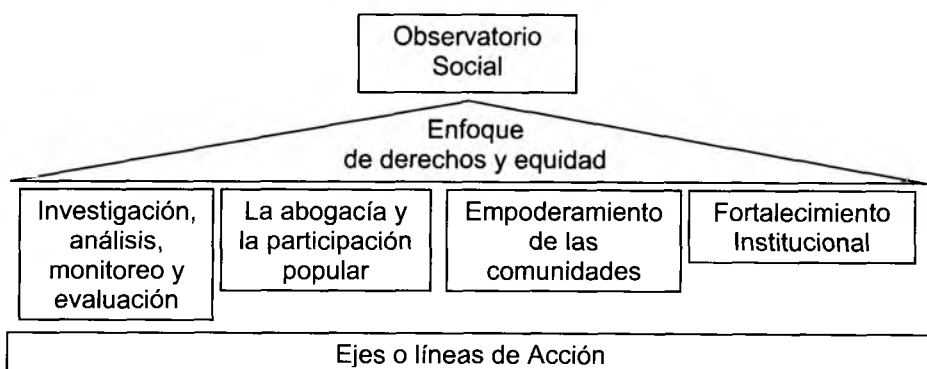 Observatorio
Social
Enfoque
de derechos y equidad
Investigación,
análisis,
monitoreo y
evaluación
La abogacía y
la participación
popular
Empoderamiento
de las
comunidades
Fortalecimiento
Institucional
Ejes o líneas de Acción